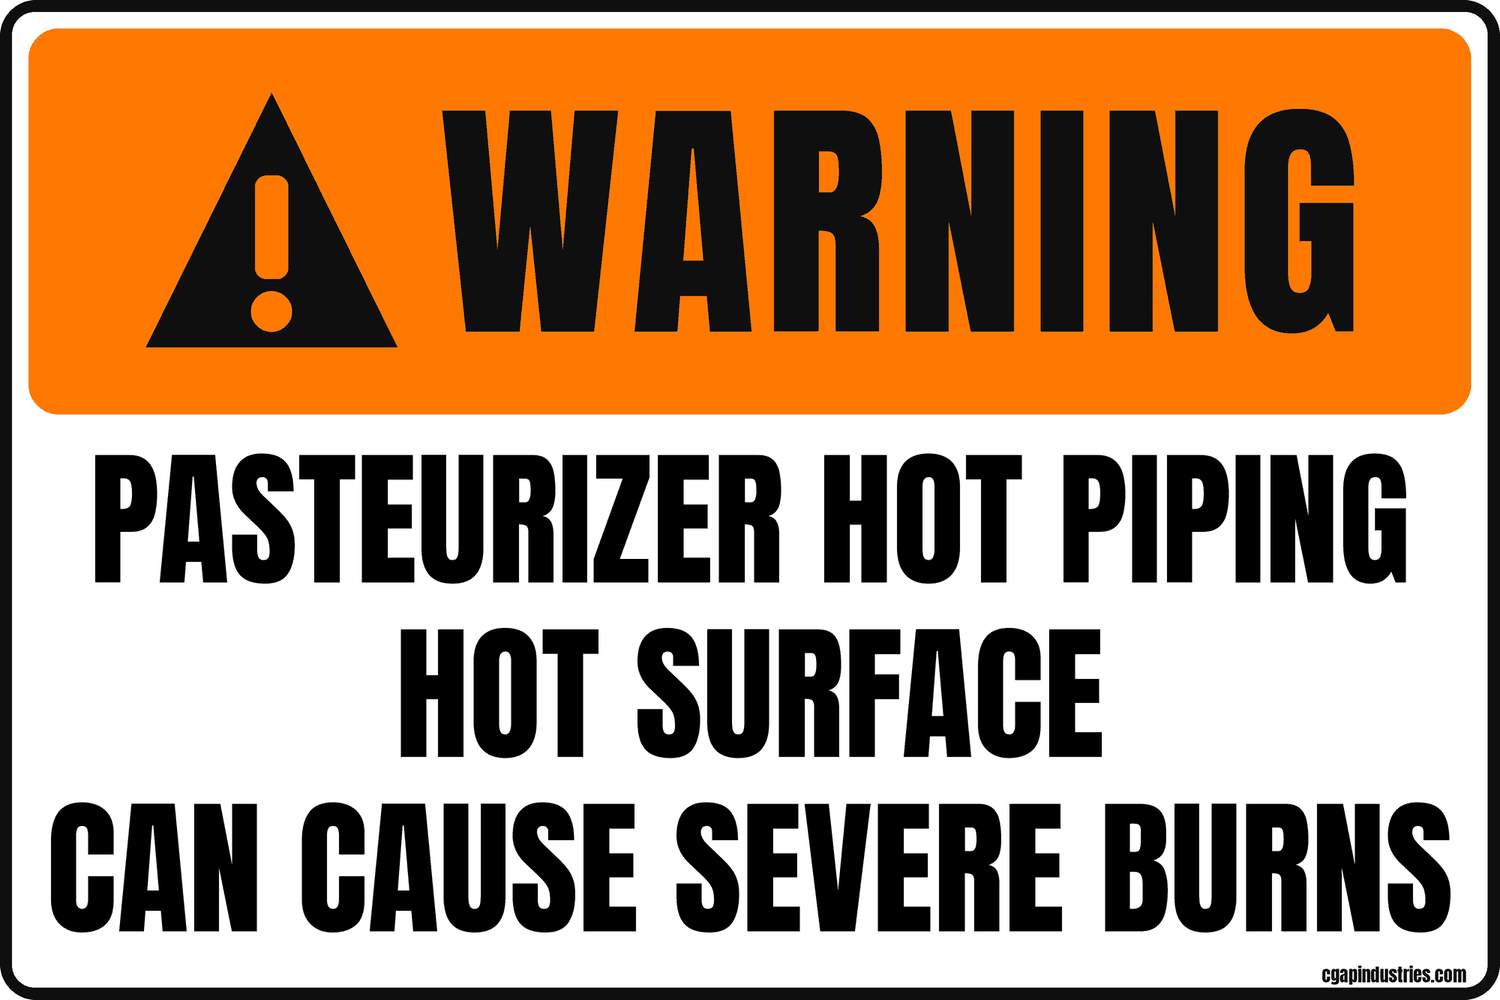 WARNING
PASTEURIZER HOT PIPING
HOT SURFACE
CAN CAUSE SEVERE BURNS
cgapindustries.com